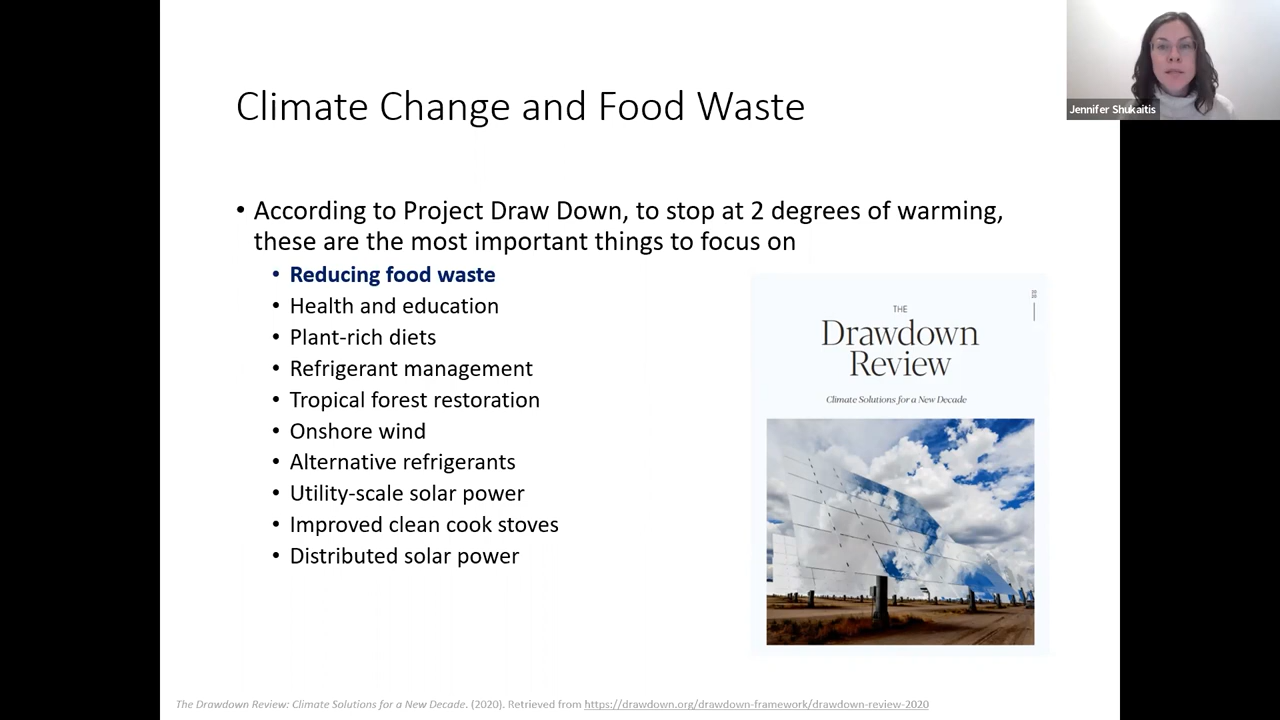 Climate Change and Food Waste
Jennifer Shukaitis
• According to Project Draw Down, to stop at 2 degrees of warming,
these are the most important things to focus on
• Reducing food waste
• Health and education
• Plant-rich diets
• Refrigerant management
• Tropical forest restoration
• Onshore wind
• Alternative refrigerants
• Utility-scale solar power
• Improved clean cook stoves
• Distributed solar power
THE
Drawdown
Review
Climate Solutions for a New Decade
The Drawdown Review: Climate Solutions for a New Decade. (2020). Retrieved from https://drawdown.org/drawdown-framework/drawdown-review-2020